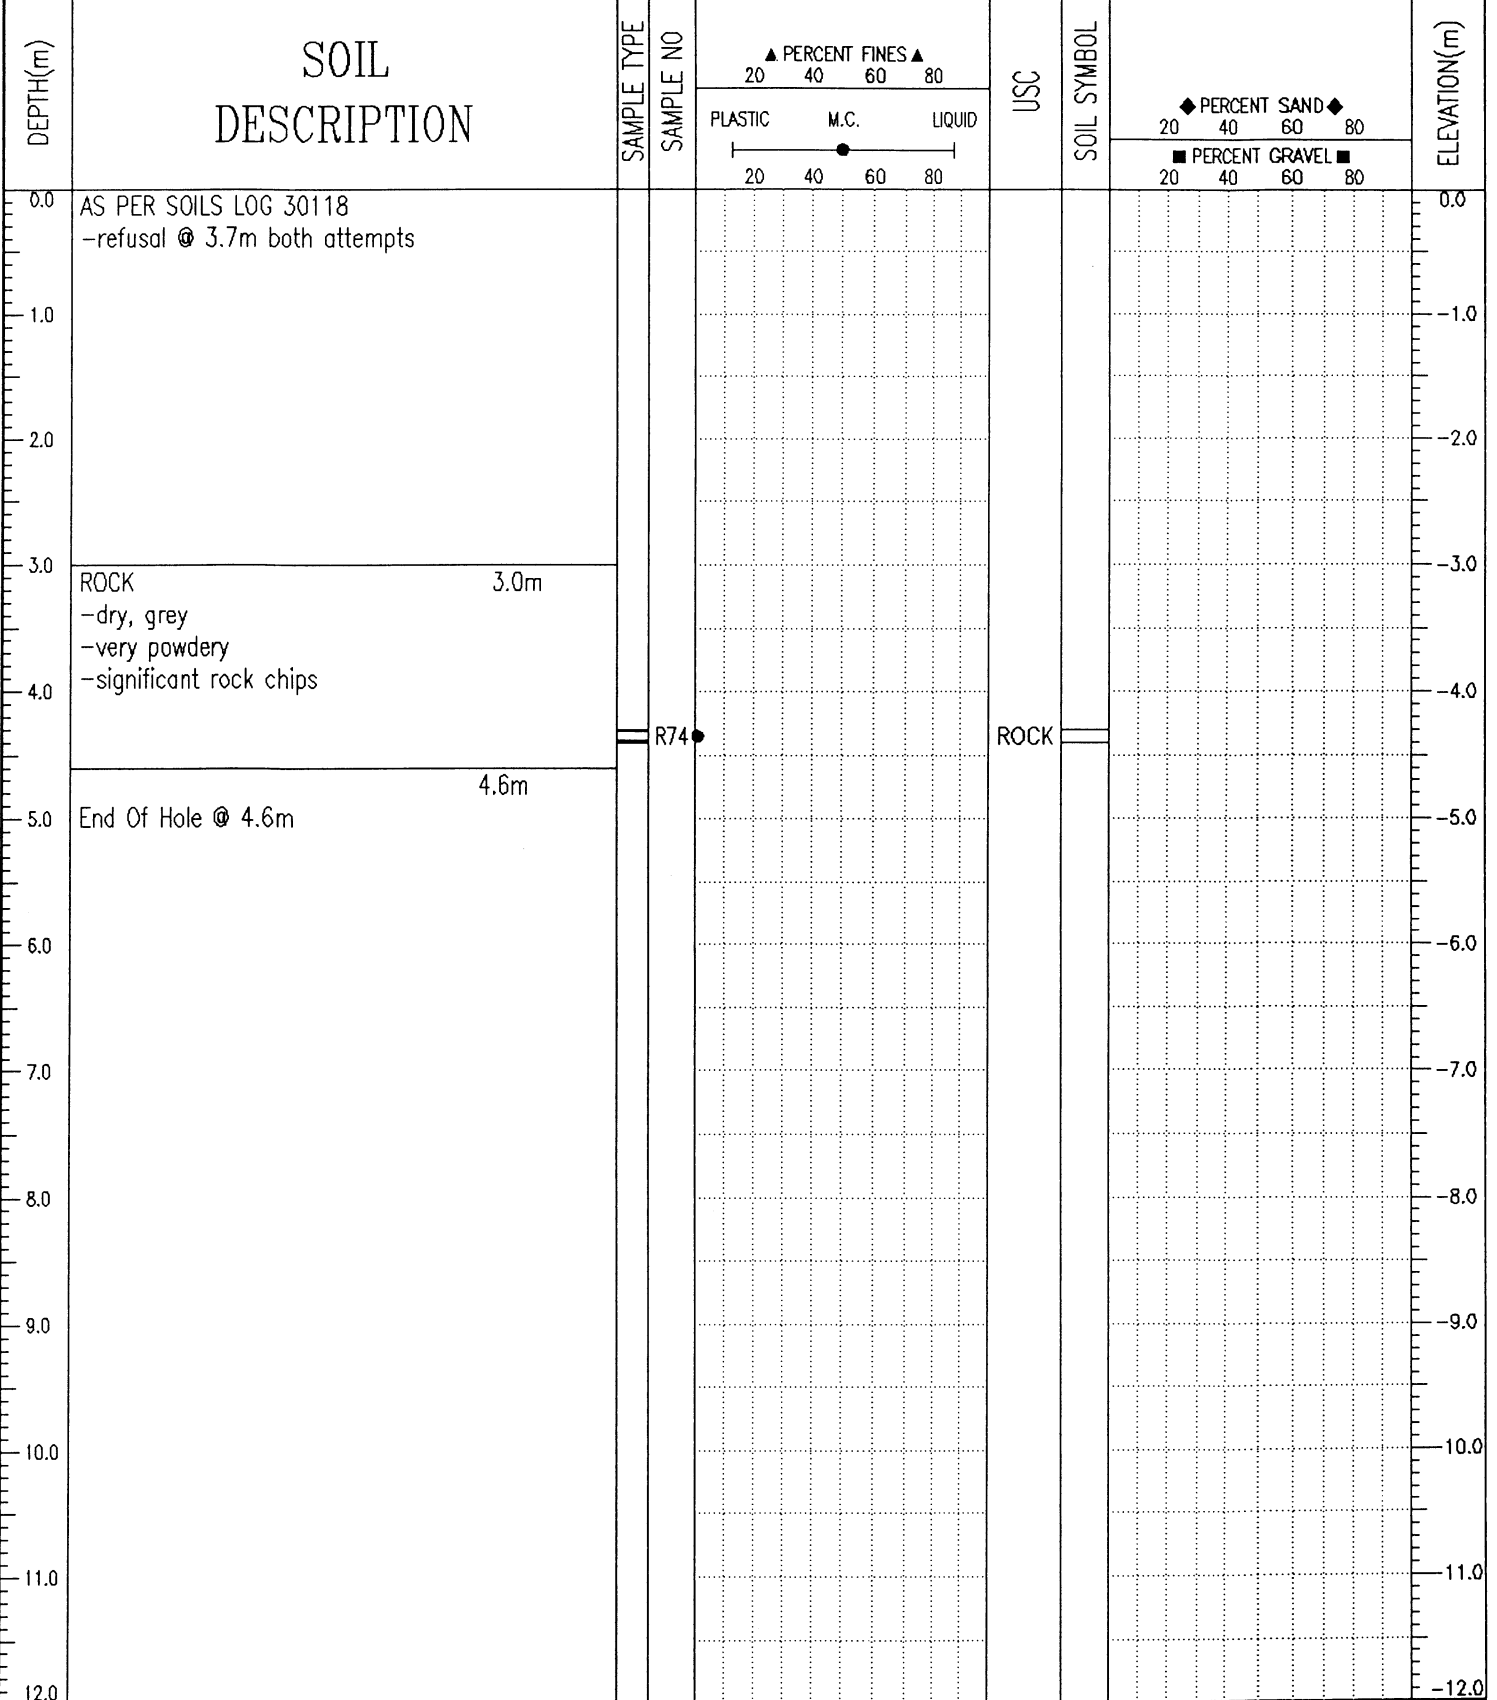 DEPTH(m)
SOIL
DESCRIPTION
SAMPLE TYPE
SAMPLE NO
▲ PERCENT FINES ▲
20 40 60 80
PLASTIC M.C. LIQUID
20 40 60 80
USC
SOIL SYMBOL
◆ PERCENT SAND ◆
20 40 60 80
■ PERCENT GRAVEL ■
20 40 60 80
ELEVATION(m)
0.0 AS PER SOILS LOG 30118 0.0
-refusal @ 3.7m both attempts
1.0 -1.0
2.0 -2.0
3.0 -3.0
ROCK 3.0m
-dry, grey
-very powdery
-significant rock chips
4.0 -4.0
R74 ROCK
4.6m
5.0 End Of Hole @ 4.6m -5.0
6.0 -6.0
7.0 -7.0
8.0 -8.0
9.0 -9.0
10.0 -10.0
11.0 -11.0
12.0 -12.0